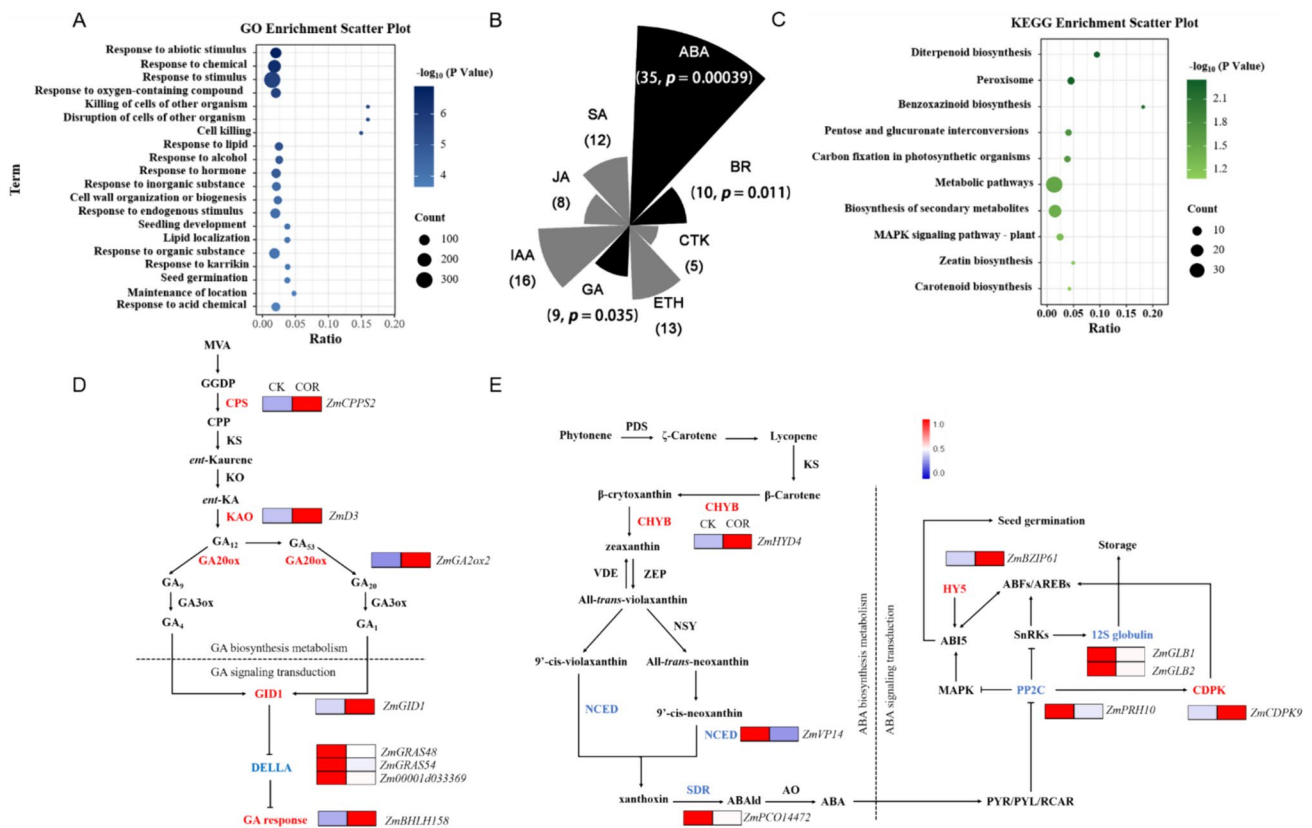 A
GO Enrichment Scatter Plot
Term
Response to abiotic stimulus
Response to chemical
Response to stimulus
Response to oxygen-containing compound
Killing of cells of other organism
Disruption of cells of other organism
Cell killing
Response to lipid
Response to alcohol
Response to hormone
Response to inorganic substance
Cell wall organization or biogenesis
Response to endogenous stimulus
Seedling development
Lipid localization
Response to organic substance
Response to karrikin
Seed germination
Maintenance of location
Response to acid chemical
0.00 0.05 0.10 0.15 0.20
Ratio
-log10 (P Value)
6
5
4
Count
100
200
300
B
ABA
(35, p = 0.00039)
BR
(10, p = 0.011)
CTK
(5)
ETH
(13)
GA
(9, p = 0.035)
IAA
(16)
JA
(8)
SA
(12)
C
KEGG Enrichment Scatter Plot
Diterpenoid biosynthesis
Peroxisome
Benzoxazinoid biosynthesis
Pentose and glucuronate interconversions
Carbon fixation in photosynthetic organisms
Metabolic pathways
Biosynthesis of secondary metabolites
MAPK signaling pathway - plant
Zeatin biosynthesis
Carotenoid biosynthesis
0.00 0.05 0.10 0.15 0.20
Ratio
-log10 (P Value)
2.1
1.8
1.5
1.2
Count
10
20
30
D
MVA
GGDP
CPS
CK COR
ZmCPPS2
CPP
KS
ent-Kaurene
KO
ent-KA
KAO
ZmD3
GA12
GA53
GA20ox
GA20ox
ZmGA2ox2
GA9
GA20
GA3ox
GA3ox
GA4
GA1
GA biosynthesis metabolism
GA signaling transduction
GID1
ZmGID1
DELLA
ZmGRAS48
ZmGRAS54
Zm00001d033369
GA response
ZmBHLH158
E
Phytonene
PDS
ζ-Carotene
Lycopene
KS
β-crytoxanthin
β-Carotene
CHYB
CHYB
CK COR
ZmHYD4
zeaxanthin
VDE
ZEP
All-trans-violaxanthin
NSY
9’-cis-violaxanthin
All-trans-neoxanthin
NCED
9’-cis-neoxanthin
NCED
ZmVP14
xanthoxin
SDR
ABAld
AO
ABA
ZmPCO14472
ABA biosynthesis metabolism
ABA signaling transduction
1.0
0.5
0.0
Seed germination
ZmBZIP61
Storage
HY5
ABFs/AREBs
ABI5
SnRKs
12S globulin
ZmGLB1
ZmGLB2
MAPK
PP2C
CDPK
ZmPRH10
ZmCDPK9
PYR/PYL/RCAR